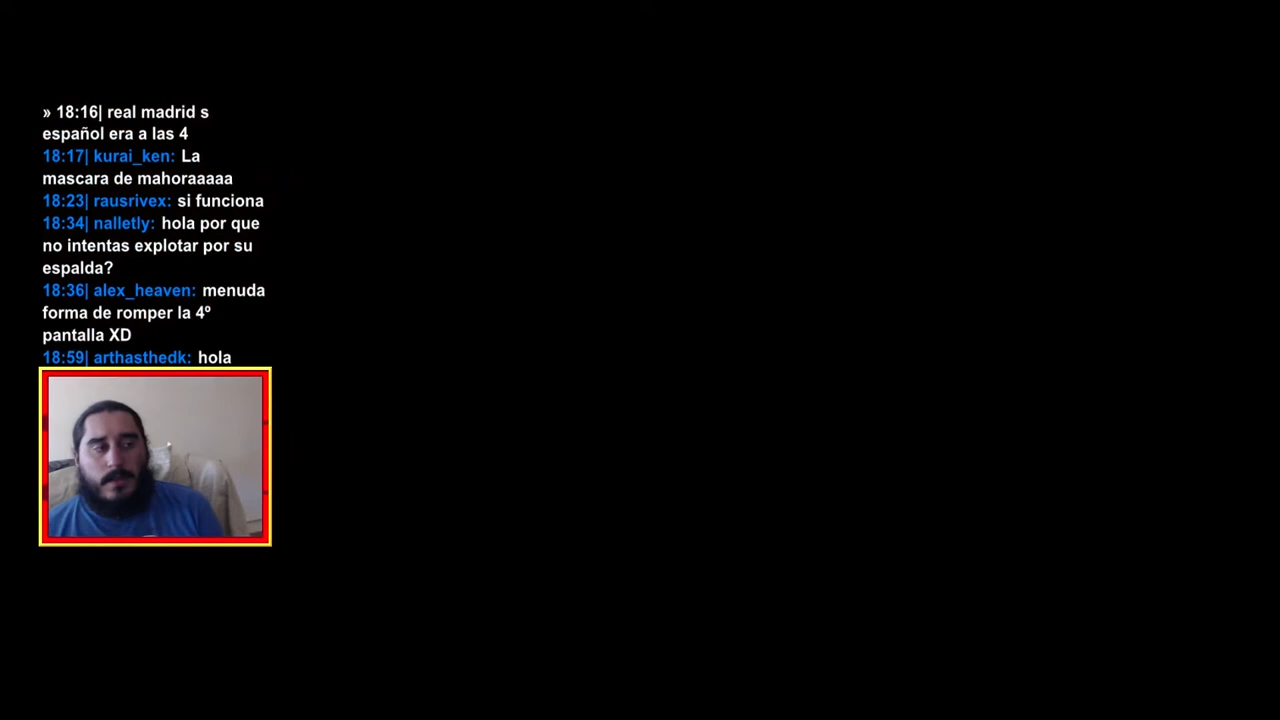 » 18:16| real madrid s
español era a las 4
18:17| kurai_ken: La
mascara de mahoraaaaa
18:23| rausrivex: si funciona
18:34| nalletly: hola por que
no intentas explotar por su
espalda?
18:36| alex_heaven: menuda
forma de romper la 4º
pantalla XD
18:59| arthasthedk: hola